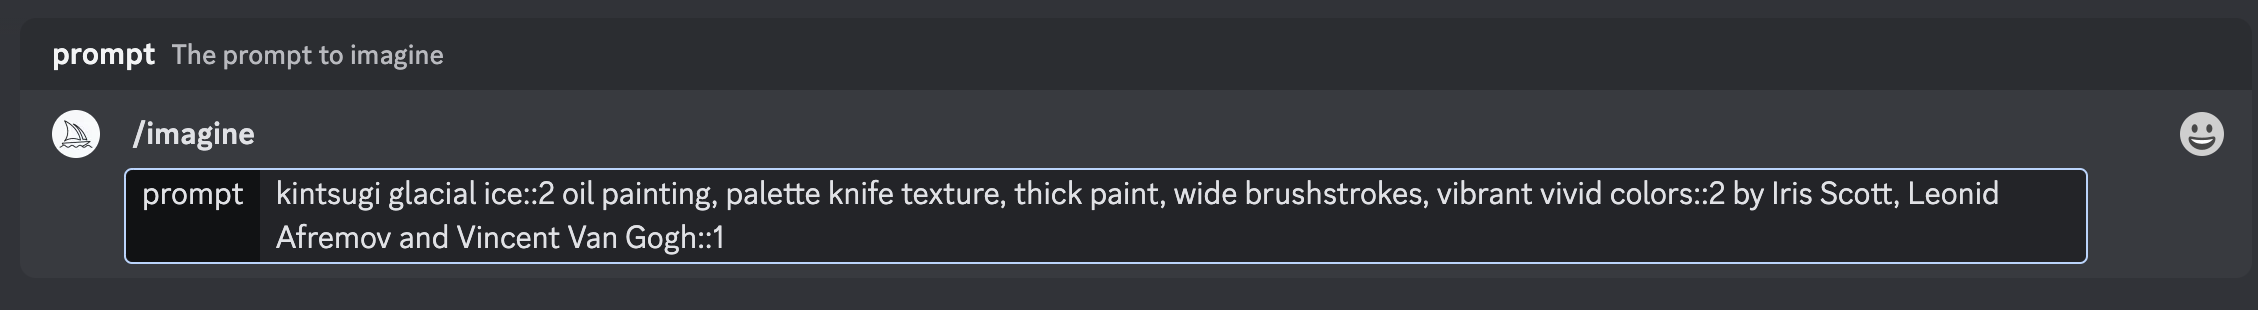 prompt The prompt to imagine
/imagine
prompt kintsugi glacial ice::2 oil painting, palette knife texture, thick paint, wide brushstrokes, vibrant vivid colors::2 by Iris Scott, Leonid
Afremov and Vincent Van Gogh::1